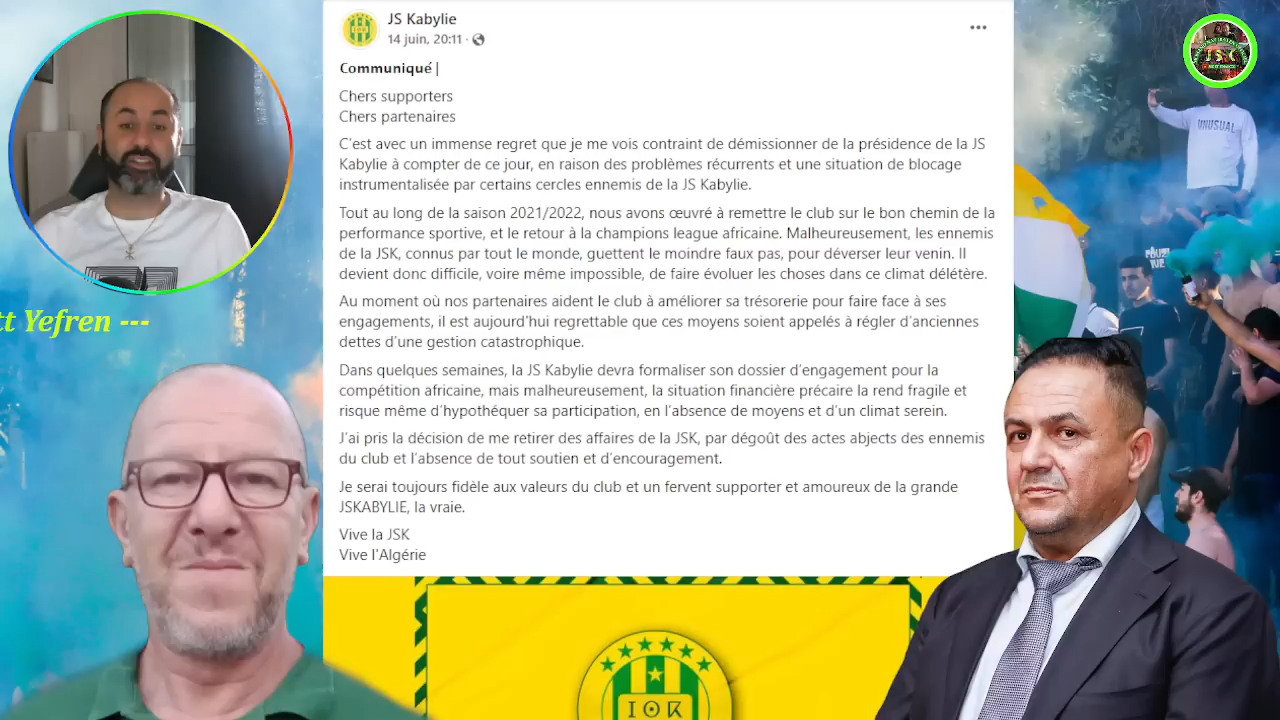 JS Kabylie
14 juin, 20:11 ·
Communiqué |
Chers supporters
Chers partenaires
C'est avec un immense regret que je me vois contraint de démissionner de la présidence de la JS
Kabylie à compter de ce jour, en raison des problèmes récurrents et une situation de blocage
instrumentalisée par certains cercles ennemis de la JS Kabylie.
Tout au long de la saison 2021/2022, nous avons œuvré à remettre le club sur le bon chemin de la
performance sportive, et le retour à la champions league africaine. Malheureusement, les ennemis
de la JSK, connus par tout le monde, guettent le moindre faux pas, pour déverser leur venin. Il
devient donc difficile, voire même impossible, de faire évoluer les choses dans ce climat délétère.
Au moment où nos partenaires aident le club à améliorer sa trésorerie pour faire face à ses
engagements, il est aujourd'hui regrettable que ces moyens soient appelés à régler d'anciennes
dettes d'une gestion catastrophique.
Dans quelques semaines, la JS Kabylie devra formaliser son dossier d'engagement pour la
compétition africaine, mais malheureusement, la situation financière précaire la rend fragile et
risque même d'hypothéquer sa participation, en l'absence de moyens et d'un climat serein.
J'ai pris la décision de me retirer des affaires de la JSK, par dégoût des actes abjects des ennemis
du club et l'absence de tout soutien et d'encouragement.
Je serai toujours fidèle aux valeurs du club et un fervent supporter et amoureux de la grande
JSKABYLIE, la vraie.
Vive la JSK
Vive l'Algérie
tt Yefren ---
JSK
UNUSUAL
ⵊⵙⴽ